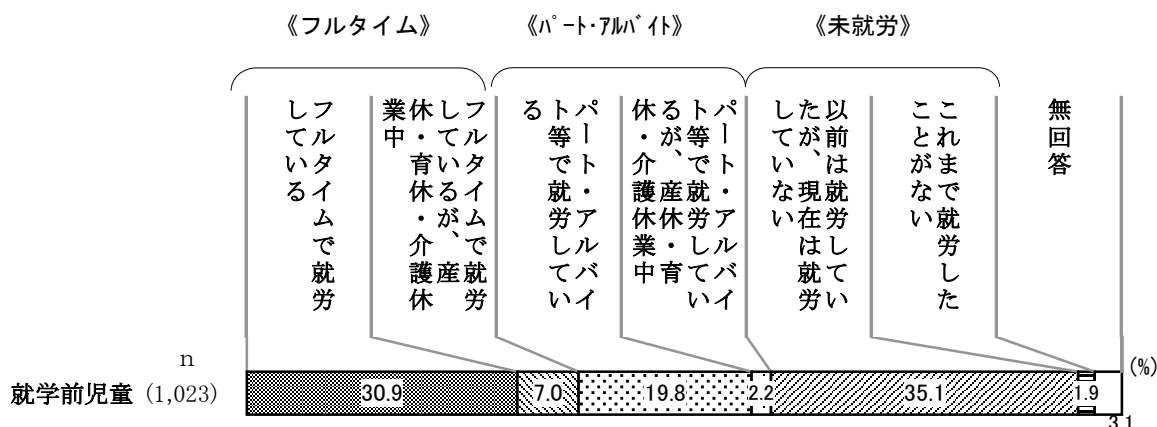 《フルタイム》
《パート・アルバイト》
《未就労》
フルタイムで就労
している
フルタイムで就労
しているが、産
休・育休・介護休
業中
パート・アルバイ
ト等で就労してい
る
パート・アルバイ
ト等で就労してい
るが、産休・育
休・介護休業中
以前は就労してい
たが、現在は就労
していない
これまで就労した
ことがない
無回答
n
(%)
就学前児童 (1,023)
30.9
7.0
19.8
2.2
35.1
1.9
3.1